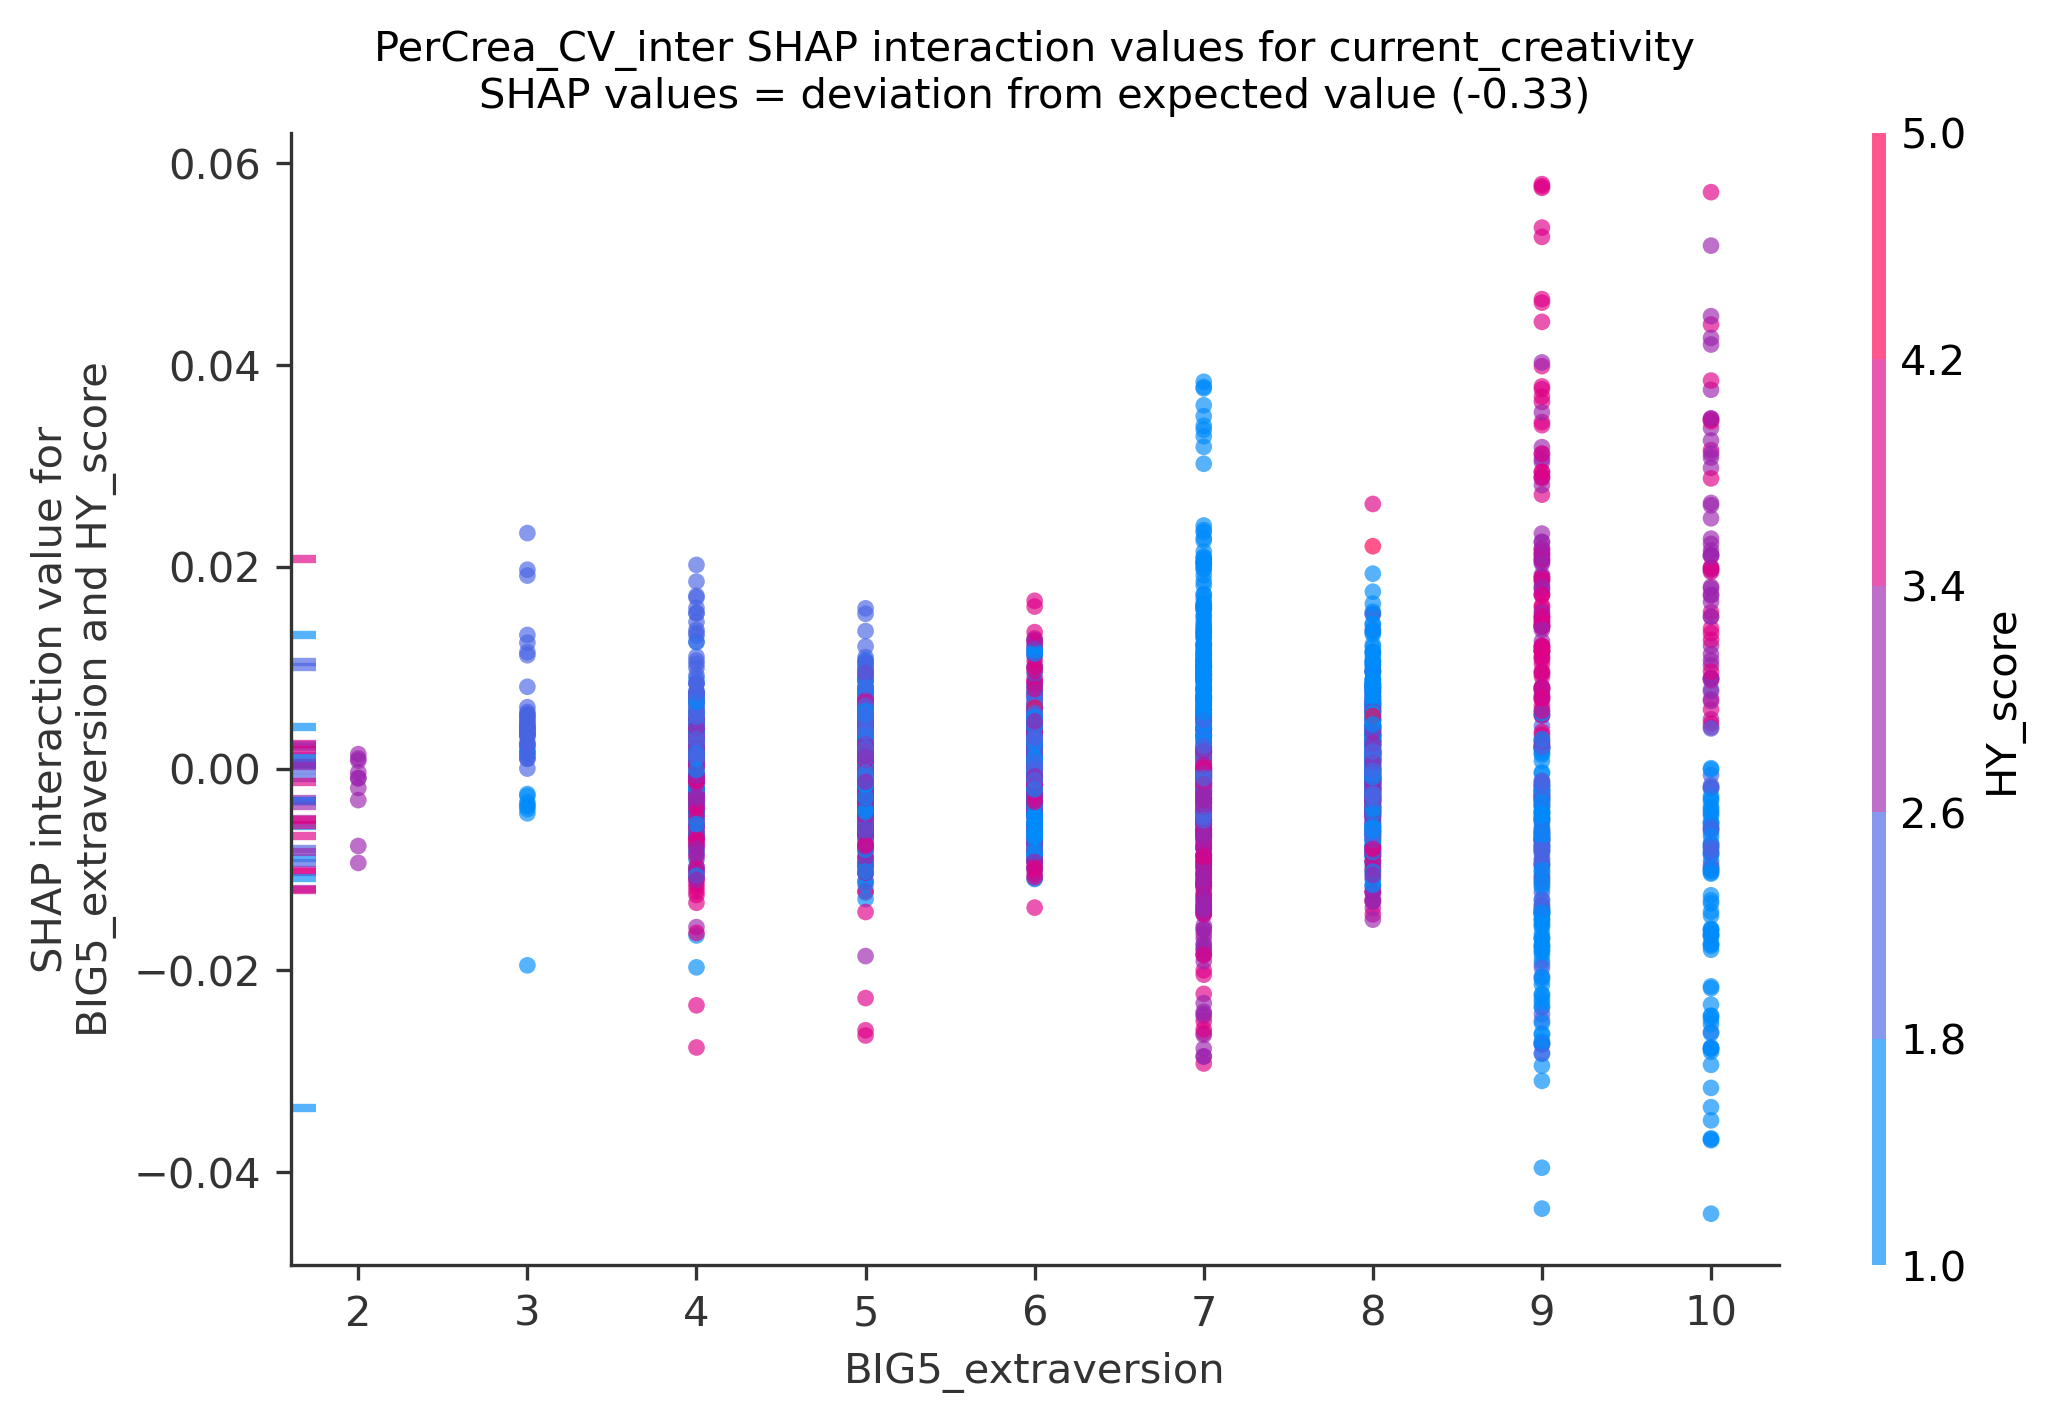 PerCrea_CV_inter SHAP interaction values for current_creativity
SHAP values = deviation from expected value (-0.33)
SHAP interaction value for
BIG5_extraversion and HY_score
0.06
0.04
0.02
0.00
−0.02
−0.04
2 3 4 5 6 7 8 9 10
BIG5_extraversion
5.0
4.2
3.4
2.6
1.8
1.0
HY_score